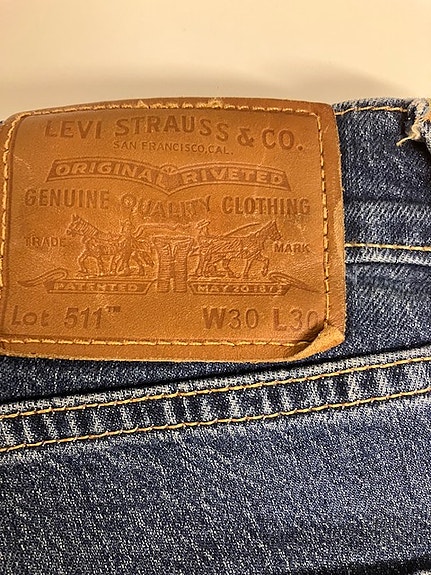 LEVI STRAUSS & CO.
SAN FRANCISCO, CAL.
ORIGINAL RIVETED
GENUINE QUALITY CLOTHING
TRADE MARK
PATENTED MAY 20 1873
Lot 511™ W30 L30